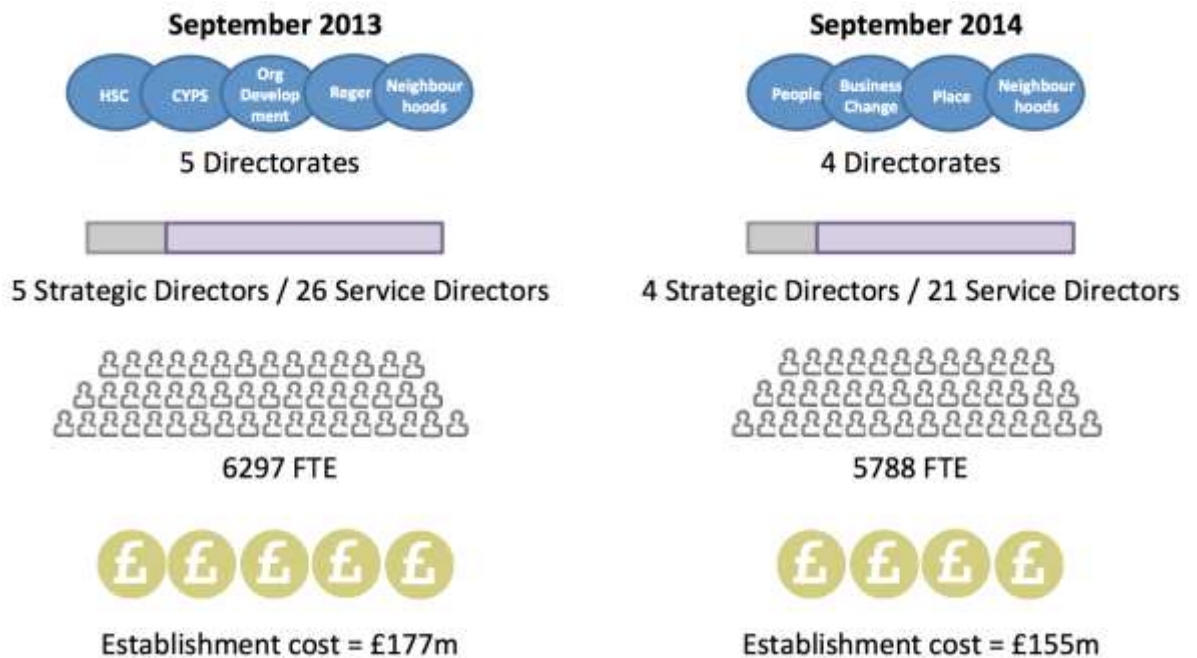 September 2013
HSC
CYPS
Org
Develop
ment
Regen
Neighbour
hoods
5 Directorates
5 Strategic Directors / 26 Service Directors
6297 FTE
£ £ £ £ £
Establishment cost = £177m
September 2014
People
Business
Change
Place
Neighbour
hoods
4 Directorates
4 Strategic Directors / 21 Service Directors
5788 FTE
£ £ £ £
Establishment cost = £155m